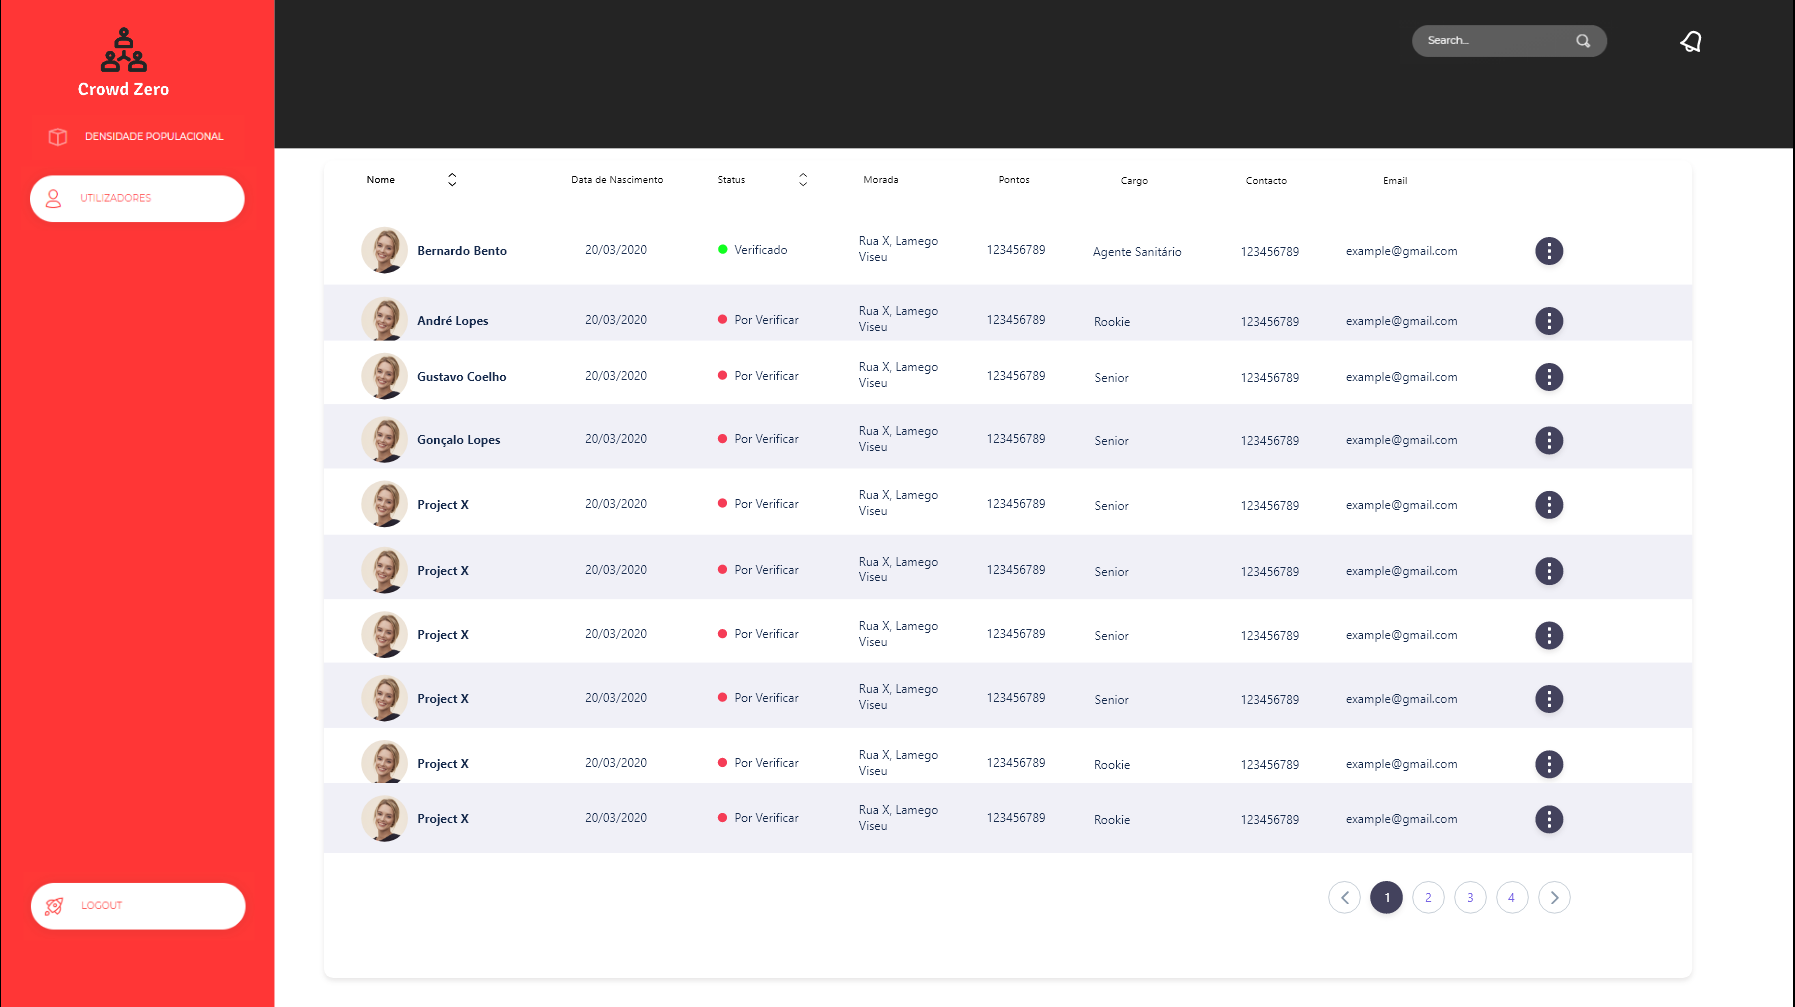 Crowd Zero
DENSIDADE POPULACIONAL
UTILIZADORES
LOGOUT
Search...
Nome Data de Nascimento Status Morada Pontos Cargo Contacto Email
Bernardo Bento 20/03/2020 Verificado Rua X, Lamego Viseu 123456789 Agente Sanitário 123456789 example@gmail.com
André Lopes 20/03/2020 Por Verificar Rua X, Lamego Viseu 123456789 Rookie 123456789 example@gmail.com
Gustavo Coelho 20/03/2020 Por Verificar Rua X, Lamego Viseu 123456789 Senior 123456789 example@gmail.com
Gonçalo Lopes 20/03/2020 Por Verificar Rua X, Lamego Viseu 123456789 Senior 123456789 example@gmail.com
Project X 20/03/2020 Por Verificar Rua X, Lamego Viseu 123456789 Senior 123456789 example@gmail.com
Project X 20/03/2020 Por Verificar Rua X, Lamego Viseu 123456789 Senior 123456789 example@gmail.com
Project X 20/03/2020 Por Verificar Rua X, Lamego Viseu 123456789 Senior 123456789 example@gmail.com
Project X 20/03/2020 Por Verificar Rua X, Lamego Viseu 123456789 Senior 123456789 example@gmail.com
Project X 20/03/2020 Por Verificar Rua X, Lamego Viseu 123456789 Rookie 123456789 example@gmail.com
Project X 20/03/2020 Por Verificar Rua X, Lamego Viseu 123456789 Rookie 123456789 example@gmail.com
1 2 3 4